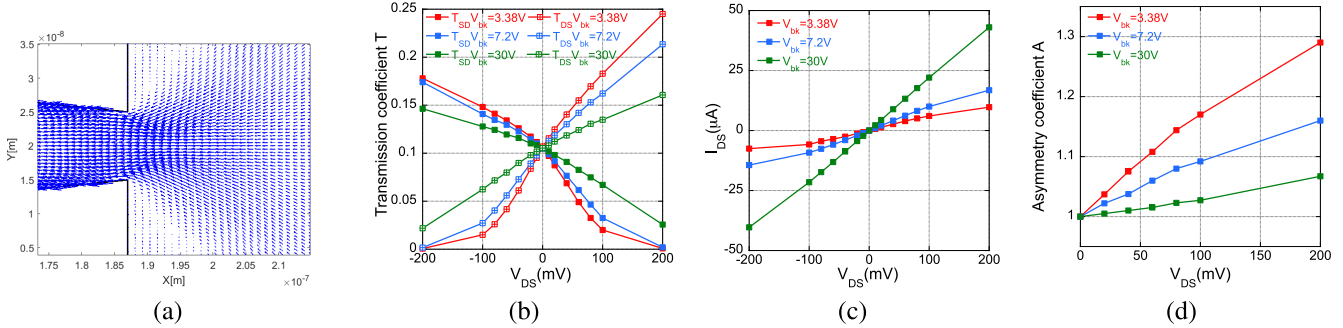 3.5 ×10⁻⁸
3
2.5
2
1.5
1
0.5
Y[m]
1.75 1.8 1.85 1.9 1.95 2 2.05 2.1
X[m] ×10⁻⁷
(a)
T_SD V_bk=3.38V T_DS V_bk=3.38V
T_SD V_bk=7.2V T_DS V_bk=7.2V
T_SD V_bk=30V T_DS V_bk=30V
Transmission coefficient T
0.25
0.2
0.15
0.1
0.05
0
-200 -100 0 100 200
V_DS(mV)
(b)
V_bk=3.38V
V_bk=7.2V
V_bk=30V
I_DS(μA)
50
25
0
-25
-50
-200 -100 0 100 200
V_DS(mV)
(c)
V_bk=3.38V
V_bk=7.2V
V_bk=30V
Asymmetry coefficient A
1.3
1.2
1.1
1
0 50 100 150 200
V_DS(mV)
(d)